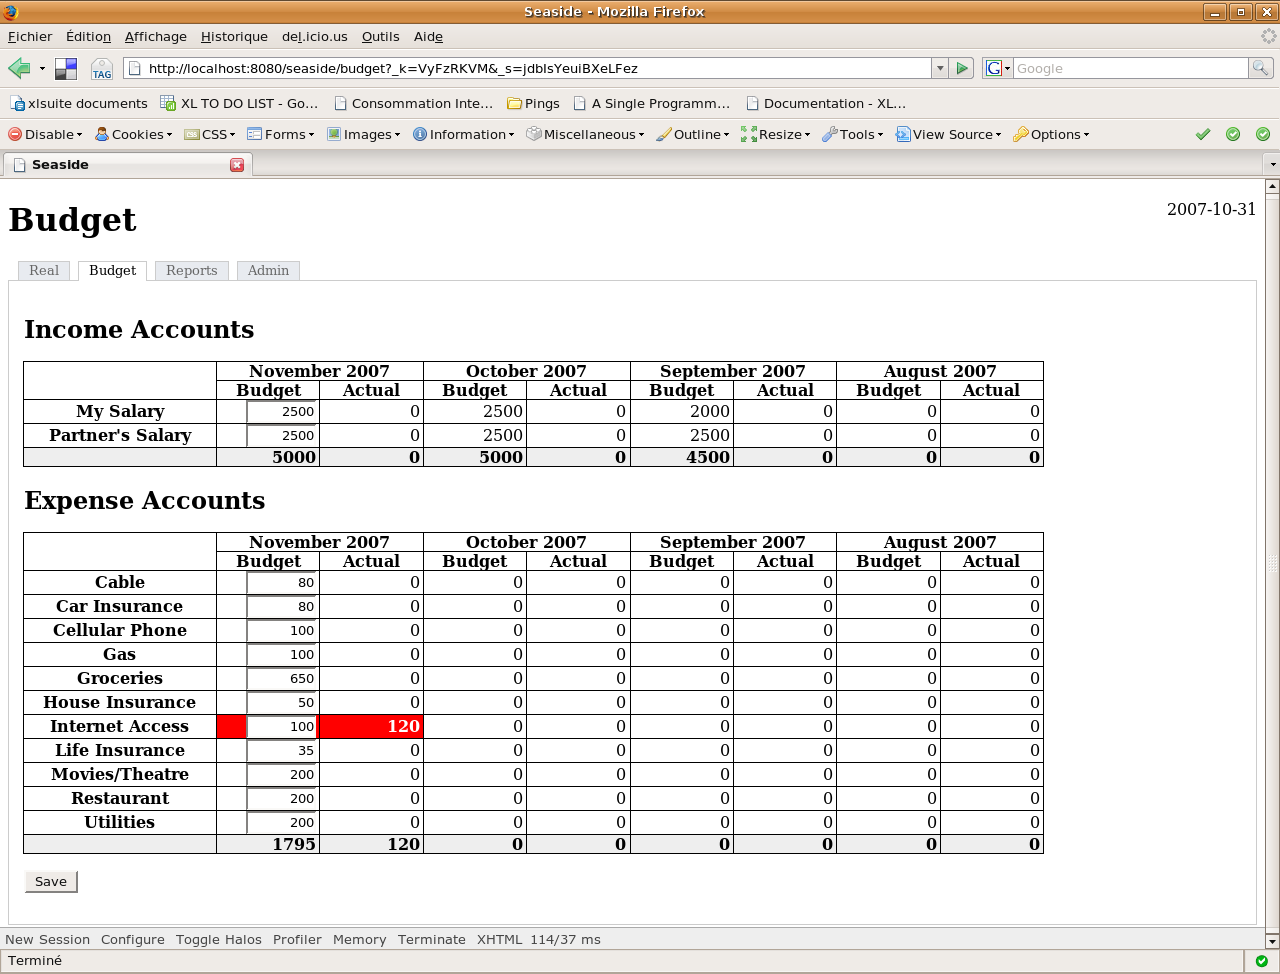 Seaside - Mozilla Firefox
Fichier Édition Affichage Historique del.icio.us Outils Aide
TAG http://localhost:8080/seaside/budget?_k=VyFzRKVM&_s=jdblsYeuiBXeLFez G Google
xlsuite documents XL TO DO LIST - Go... Consommation Inte... Pings A Single Programm... Documentation - XL...
Disable Cookies CSS Forms Images Information Miscellaneous Outline Resize Tools View Source Options
Seaside
Budget 2007-10-31
Real Budget Reports Admin
Income Accounts
November 2007 October 2007 September 2007 August 2007
Budget Actual Budget Actual Budget Actual Budget Actual
My Salary 2500 0 2500 0 2000 0 0 0
Partner's Salary 2500 0 2500 0 2500 0 0 0
5000 0 5000 0 4500 0 0 0
Expense Accounts
November 2007 October 2007 September 2007 August 2007
Budget Actual Budget Actual Budget Actual Budget Actual
Cable 80 0 0 0 0 0 0 0
Car Insurance 80 0 0 0 0 0 0 0
Cellular Phone 100 0 0 0 0 0 0 0
Gas 100 0 0 0 0 0 0 0
Groceries 650 0 0 0 0 0 0 0
House Insurance 50 0 0 0 0 0 0 0
Internet Access 100 120 0 0 0 0 0 0
Life Insurance 35 0 0 0 0 0 0 0
Movies/Theatre 200 0 0 0 0 0 0 0
Restaurant 200 0 0 0 0 0 0 0
Utilities 200 0 0 0 0 0 0 0
1795 120 0 0 0 0 0 0
Save
New Session Configure Toggle Halos Profiler Memory Terminate XHTML 114/37 ms
Terminé